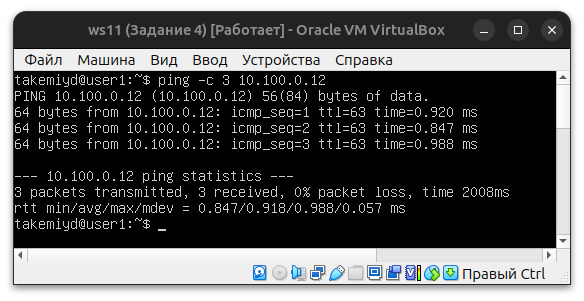 ws11 (Задание 4) [Работает] - Oracle VM VirtualBox
Файл Машина Вид Ввод Устройства Справка
takemiyd@user1:~$ ping -c 3 10.100.0.12
PING 10.100.0.12 (10.100.0.12) 56(84) bytes of data.
64 bytes from 10.100.0.12: icmp_seq=1 ttl=63 time=0.920 ms
64 bytes from 10.100.0.12: icmp_seq=2 ttl=63 time=0.847 ms
64 bytes from 10.100.0.12: icmp_seq=3 ttl=63 time=0.988 ms
--- 10.100.0.12 ping statistics ---
3 packets transmitted, 3 received, 0% packet loss, time 2008ms
rtt min/avg/max/mdev = 0.847/0.918/0.988/0.057 ms
takemiyd@user1:~$ _
Правый Ctrl